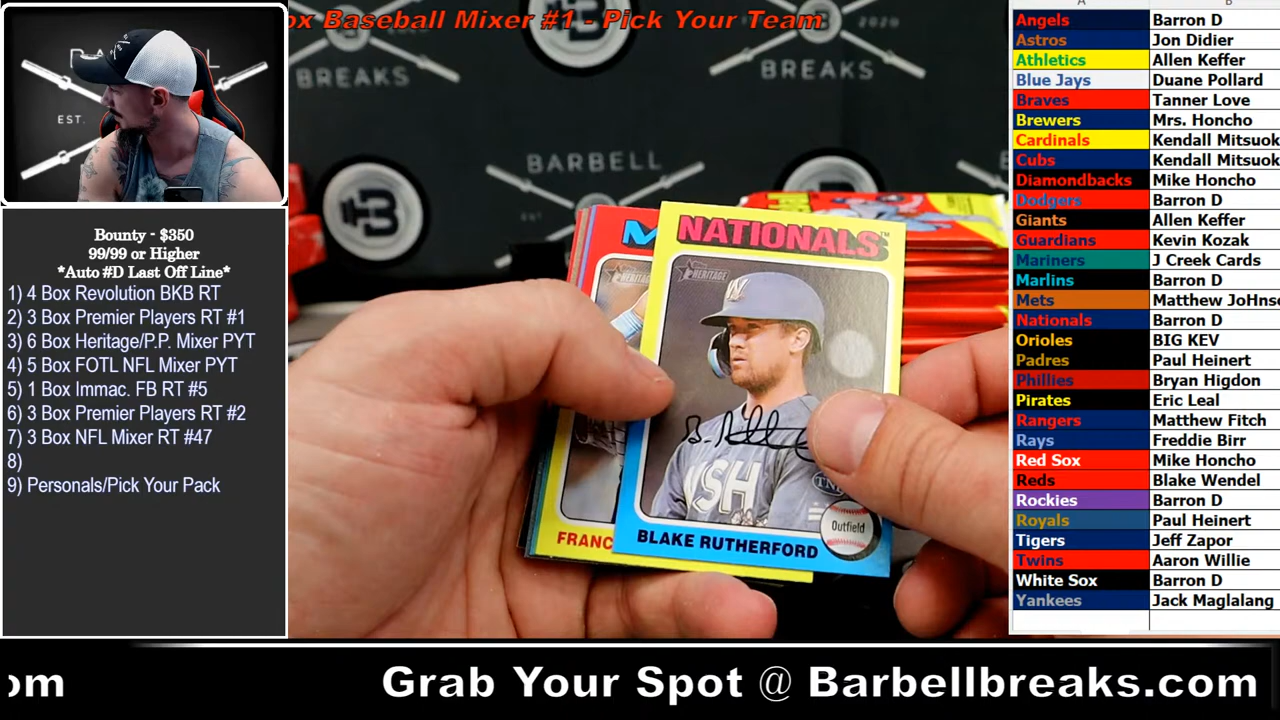 ox Baseball Mixer #1 - Pick Your Team
2020
BREAKS
BREAKS
EST.
BARBELL
Bounty - $350
99/99 or Higher
*Auto #D Last Off Line*
1) 4 Box Revolution BKB RT
2) 3 Box Premier Players RT #1
3) 6 Box Heritage/P.P. Mixer PYT
4) 5 Box FOTL NFL Mixer PYT
5) 1 Box Immac. FB RT #5
6) 3 Box Premier Players RT #2
7) 3 Box NFL Mixer RT #47
8)
9) Personals/Pick Your Pack
NATIONALS
HERITAGE
HERITAGE
Outfield
FRANC
BLAKE RUTHERFORD
A B
Angels Barron D
Astros Jon Didier
Athletics Allen Keffer
Blue Jays Duane Pollard
Braves Tanner Love
Brewers Mrs. Honcho
Cardinals Kendall Mitsuok
Cubs Kendall Mitsuok
Diamondbacks Mike Honcho
Dodgers Barron D
Giants Allen Keffer
Guardians Kevin Kozak
Mariners J Creek Cards
Marlins Barron D
Mets Matthew JoHnso
Nationals Barron D
Orioles BIG KEV
Padres Paul Heinert
Phillies Bryan Higdon
Pirates Eric Leal
Rangers Matthew Fitch
Rays Freddie Birr
Red Sox Mike Honcho
Reds Blake Wendel
Rockies Barron D
Royals Paul Heinert
Tigers Jeff Zapor
Twins Aaron Willie
White Sox Barron D
Yankees Jack Maglalang
om Grab Your Spot @ Barbellbreaks.com